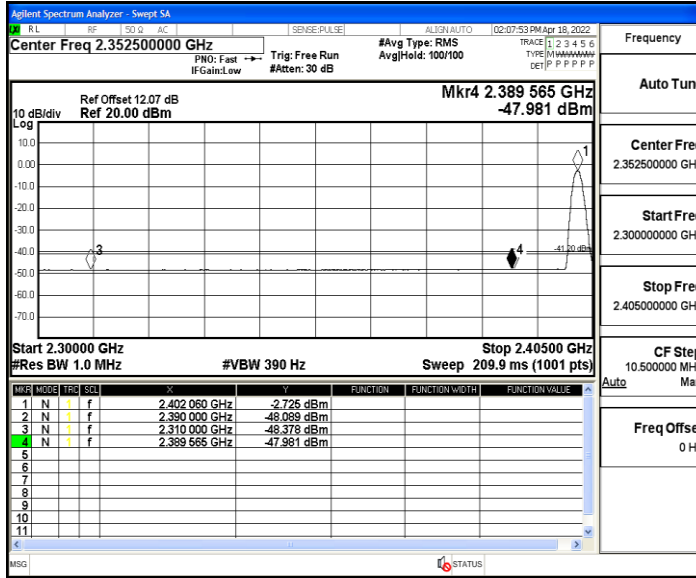 Agilent Spectrum Analyzer - Swept SA
RL RF 50 Ω AC SENSE:PULSE ALIGN AUTO 02:07:53 PM Apr 18, 2022
Center Freq 2.352500000 GHz
PNO: Fast
IFGain:Low
Trig: Free Run
#Atten: 30 dB
#Avg Type: RMS
Avg|Hold: 100/100
TRACE 1 2 3 4 5 6
TYPE M WWWWW
DET P P P P P P
Ref Offset 12.07 dB
Ref 20.00 dBm
10 dB/div
Log
Mkr4 2.389 565 GHz
-47.981 dBm
10.0
0.00
-10.0
-20.0
-30.0
-40.0
-50.0
-60.0
-70.0
1
3
4
-41.20 dBm
Start 2.30000 GHz Stop 2.40500 GHz
#Res BW 1.0 MHz #VBW 390 Hz Sweep 209.9 ms (1001 pts)
MKR MODE TRC SCL X Y FUNCTION FUNCTION WIDTH FUNCTION VALUE
1 N 1 f 2.402 060 GHz -2.725 dBm
2 N 1 f 2.390 000 GHz -48.089 dBm
3 N 1 f 2.310 000 GHz -48.378 dBm
4 N 1 f 2.389 565 GHz -47.981 dBm
5
6
7
8
9
10
11
MSG STATUS
Frequency
Auto Tun
Center Fre
2.352500000 GH
Start Fre
2.300000000 GH
Stop Fre
2.405000000 GH
CF Step
10.500000 MH
Auto Ma
Freq Offse
0 H